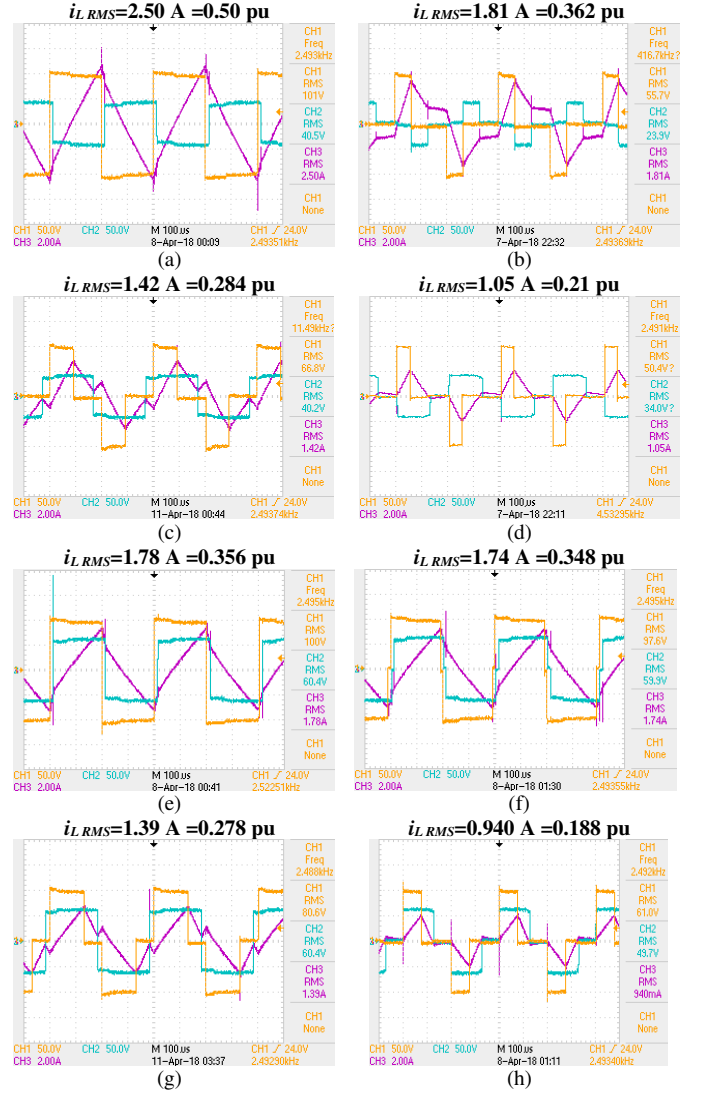 i_L RMS=2.50 A =0.50 pu
CH1
Freq
2.493kHz
CH1
RMS
101V
CH2
RMS
40.5V
CH3
RMS
2.50A
CH1
None
CH1 50.0V CH2 50.0V M 100us CH1 / 24.0V
CH3 2.00A 8-Apr-18 00:09 2.49351kHz
(a)
i_L RMS=1.81 A =0.362 pu
CH1
Freq
416.7kHz?
CH1
RMS
55.7V
CH2
RMS
23.9V
CH3
RMS
1.81A
CH1
None
CH1 50.0V CH2 50.0V M 100us CH1 / 24.0V
CH3 2.00A 7-Apr-18 22:32 2.49369kHz
(b)
i_L RMS=1.42 A =0.284 pu
CH1
Freq
11.49kHz?
CH1
RMS
66.8V
CH2
RMS
40.2V
CH3
RMS
1.42A
CH1
None
CH1 50.0V CH2 50.0V M 100us CH1 / 24.0V
CH3 2.00A 11-Apr-18 00:44 2.49374kHz
(c)
i_L RMS=1.05 A =0.21 pu
CH1
Freq
2.491kHz
CH1
RMS
50.4V?
CH2
RMS
34.0V?
CH3
RMS
1.05A
CH1
None
CH1 50.0V CH2 50.0V M 100us CH1 / 24.0V
CH3 2.00A 7-Apr-18 22:11 4.53295kHz
(d)
i_L RMS=1.78 A =0.356 pu
CH1
Freq
2.495kHz
CH1
RMS
100V
CH2
RMS
60.4V
CH3
RMS
1.78A
CH1
None
CH1 50.0V CH2 50.0V M 100us CH1 / 24.0V
CH3 2.00A 8-Apr-18 00:41 2.52251kHz
(e)
i_L RMS=1.74 A =0.348 pu
CH1
Freq
2.495kHz
CH1
RMS
97.6V
CH2
RMS
59.9V
CH3
RMS
1.74A
CH1
None
CH1 50.0V CH2 50.0V M 100us CH1 / 24.0V
CH3 2.00A 8-Apr-18 01:30 2.49355kHz
(f)
i_L RMS=1.39 A =0.278 pu
CH1
Freq
2.488kHz
CH1
RMS
80.6V
CH2
RMS
60.4V
CH3
RMS
1.39A
CH1
None
CH1 50.0V CH2 50.0V M 100us CH1 / 24.0V
CH3 2.00A 11-Apr-18 03:37 2.49290kHz
(g)
i_L RMS=0.940 A =0.188 pu
CH1
Freq
2.492kHz
CH1
RMS
61.0V
CH2
RMS
49.7V
CH3
RMS
940mA
CH1
None
CH1 50.0V CH2 50.0V M 100us CH1 / 24.0V
CH3 2.00A 8-Apr-18 01:11 2.49340kHz
(h)